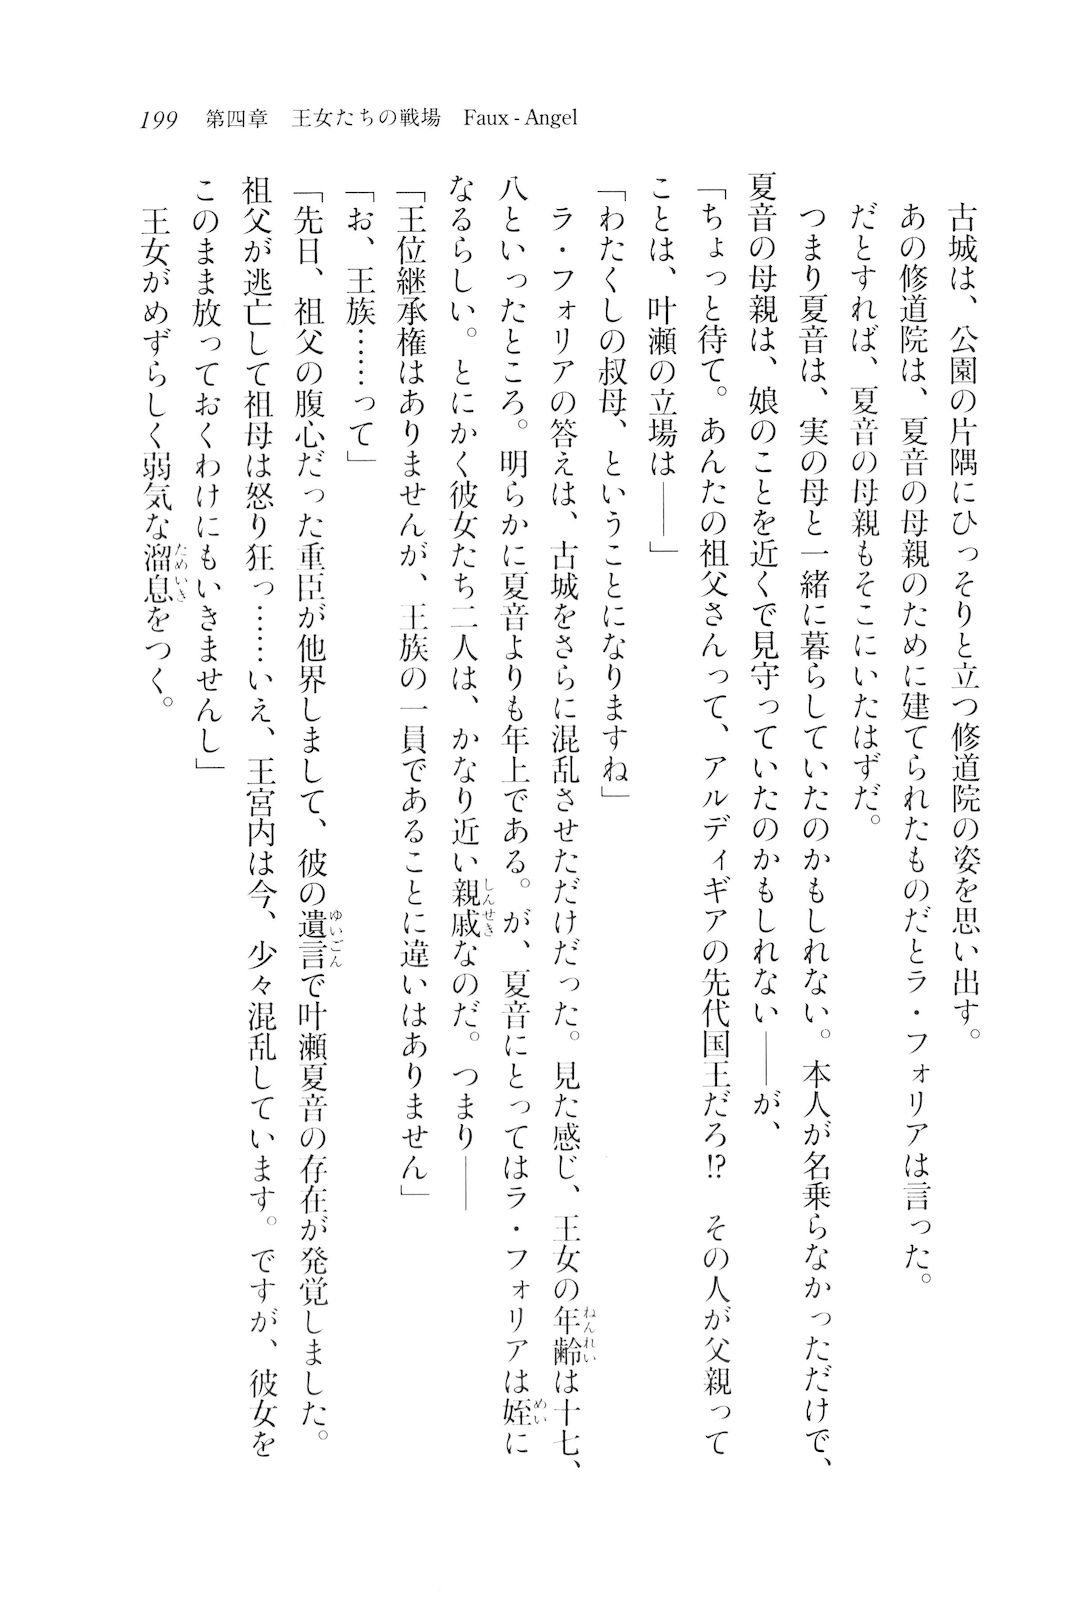 199　第四章　王女たちの戦場　Faux - Angel
　古城は、公園の片隅にひっそりと立つ修道院の姿を思い出す。
　あの修道院は、夏音の母親のために建てられたものだとラ・フォリアは言った。
　だとすれば、夏音の母親もそこにいたはずだ。
　つまり夏音は、実の母と一緒に暮らしていたのかもしれない。本人が名乗らなかっただけで、
夏音の母親は、娘のことを近くで見守っていたのかもしれない――が、
「ちょっと待て。あんたの祖父さんって、アルディギアの先代国王だろ!?　その人が父親って
ことは、叶瀬の立場は――」
「わたくしの叔母、ということになりますね」
　ラ・フォリアの答えは、古城をさらに混乱させただけだった。見た感じ、王女の年齢は十七、
八といったところ。明らかに夏音よりも年上である。が、夏音にとってはラ・フォリアは姪に
なるらしい。とにかく彼女たち二人は、かなり近い親戚なのだ。つまり――
「王位継承権はありませんが、王族の一員であることに違いはありません」
「お、王族……って」
「先日、祖父の腹心だった重臣が他界しまして、彼の遺言で叶瀬夏音の存在が発覚しました。
祖父が逃亡して祖母は怒り狂っ……いえ、王宮内は今、少々混乱しています。ですが、彼女を
このまま放っておくわけにもいきませんし」
　王女がめずらしく弱気な溜息をつく。